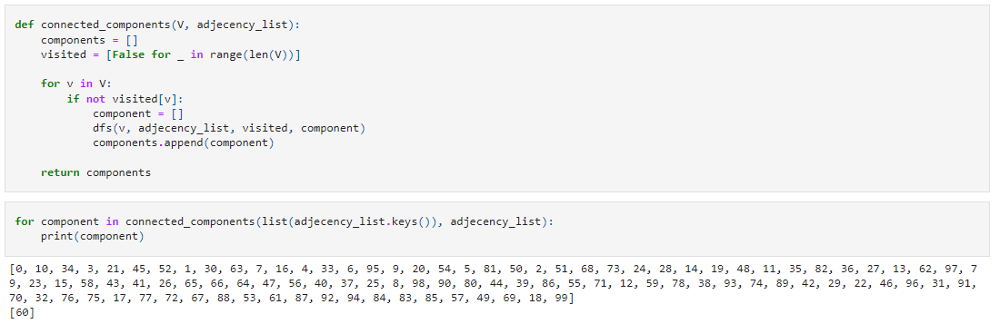 def connected_components(V, adjecency_list):
    components = []
    visited = [False for _ in range(len(V))]
    for v in V:
        if not visited[v]:
            component = []
            dfs(v, adjecency_list, visited, component)
            components.append(component)
    return components
for component in connected_components(list(adjecency_list.keys()), adjecency_list):
    print(component)
[0, 10, 34, 3, 21, 45, 52, 1, 30, 63, 7, 16, 4, 33, 6, 95, 9, 20, 54, 5, 81, 50, 2, 51, 68, 73, 24, 28, 14, 19, 48, 11, 35, 82, 36, 27, 13, 62, 97, 7
9, 23, 15, 58, 43, 41, 26, 65, 66, 64, 47, 56, 40, 37, 25, 8, 98, 90, 80, 44, 39, 86, 55, 71, 12, 59, 78, 38, 93, 74, 89, 42, 29, 22, 46, 96, 31, 91,
70, 32, 76, 75, 17, 77, 72, 67, 88, 53, 61, 87, 92, 94, 84, 83, 85, 57, 49, 69, 18, 99]
[60]